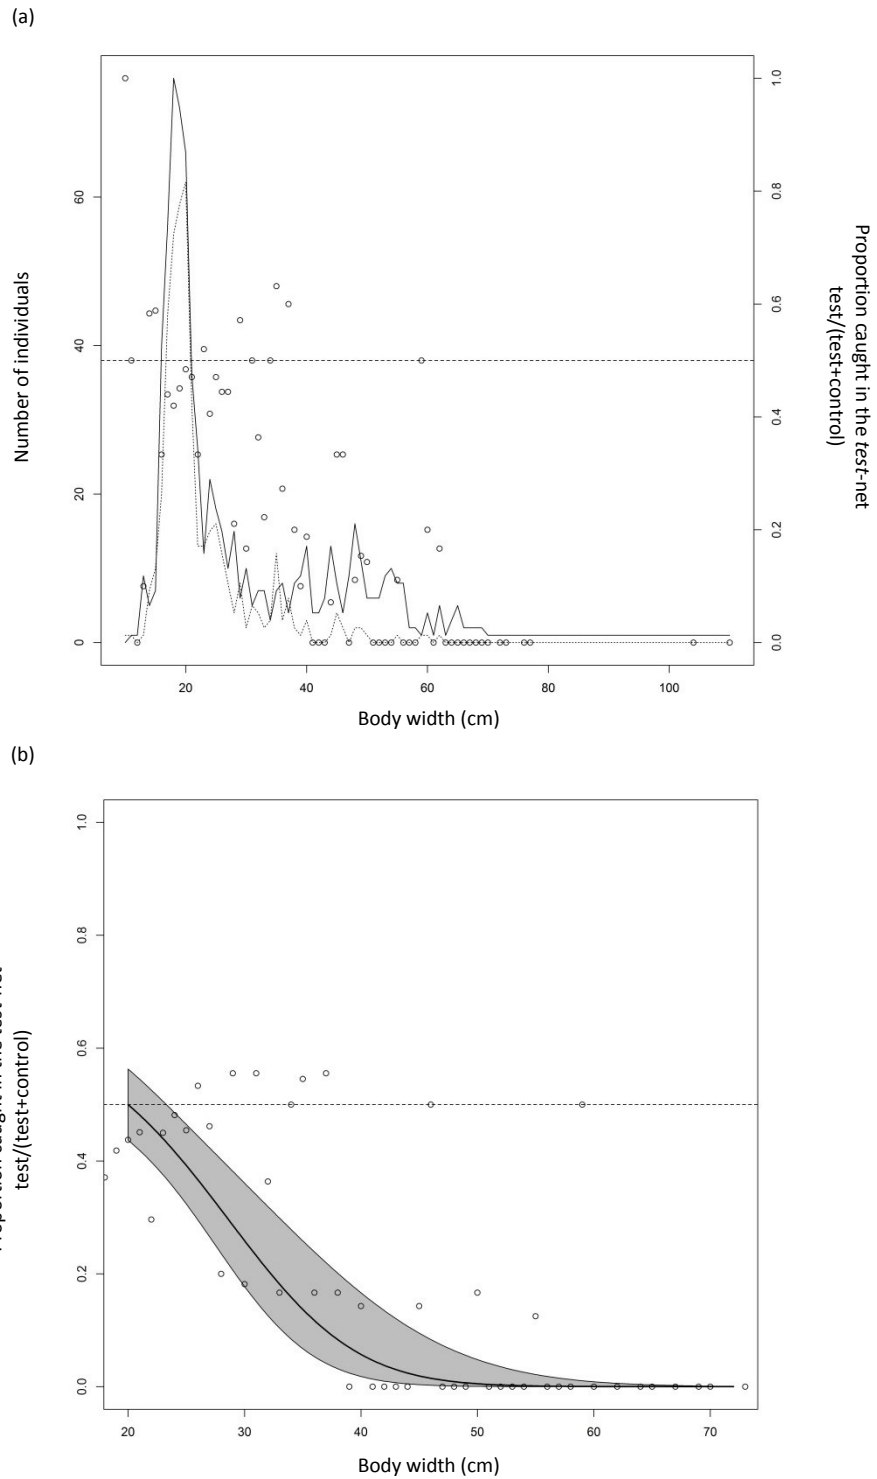 (a)
Number of individuals
0 20 40 60
0.0 0.2 0.4 0.6 0.8 1.0
Proportion caught in the test-net
test/(test+control)
20 40 60 80 100
Body width (cm)
(b)
test/(test+control)
0.0 0.2 0.4 0.6 0.8 1.0
20 30 40 50 60 70
Body width (cm)